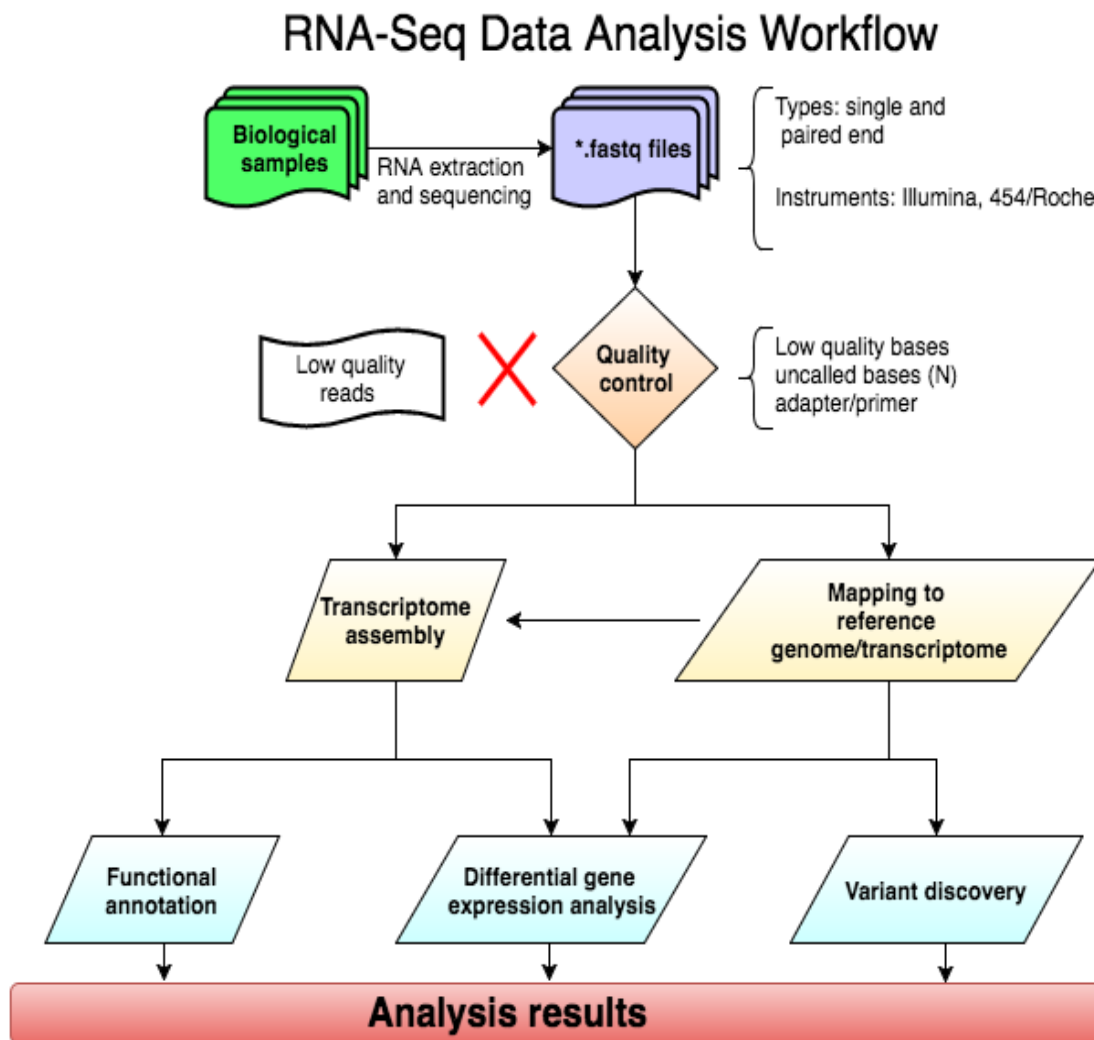 RNA-Seq Data Analysis Workflow
Biological
samples
RNA extraction
and sequencing
*.fastq files
Types: single and
paired end
Instruments: Illumina, 454/Roche
Low quality
reads
Quality
control
Low quality bases
uncalled bases (N)
adapter/primer
Transcriptome
assembly
Mapping to
reference
genome/transcriptome
Functional
annotation
Differential gene
expression analysis
Variant discovery
Analysis results